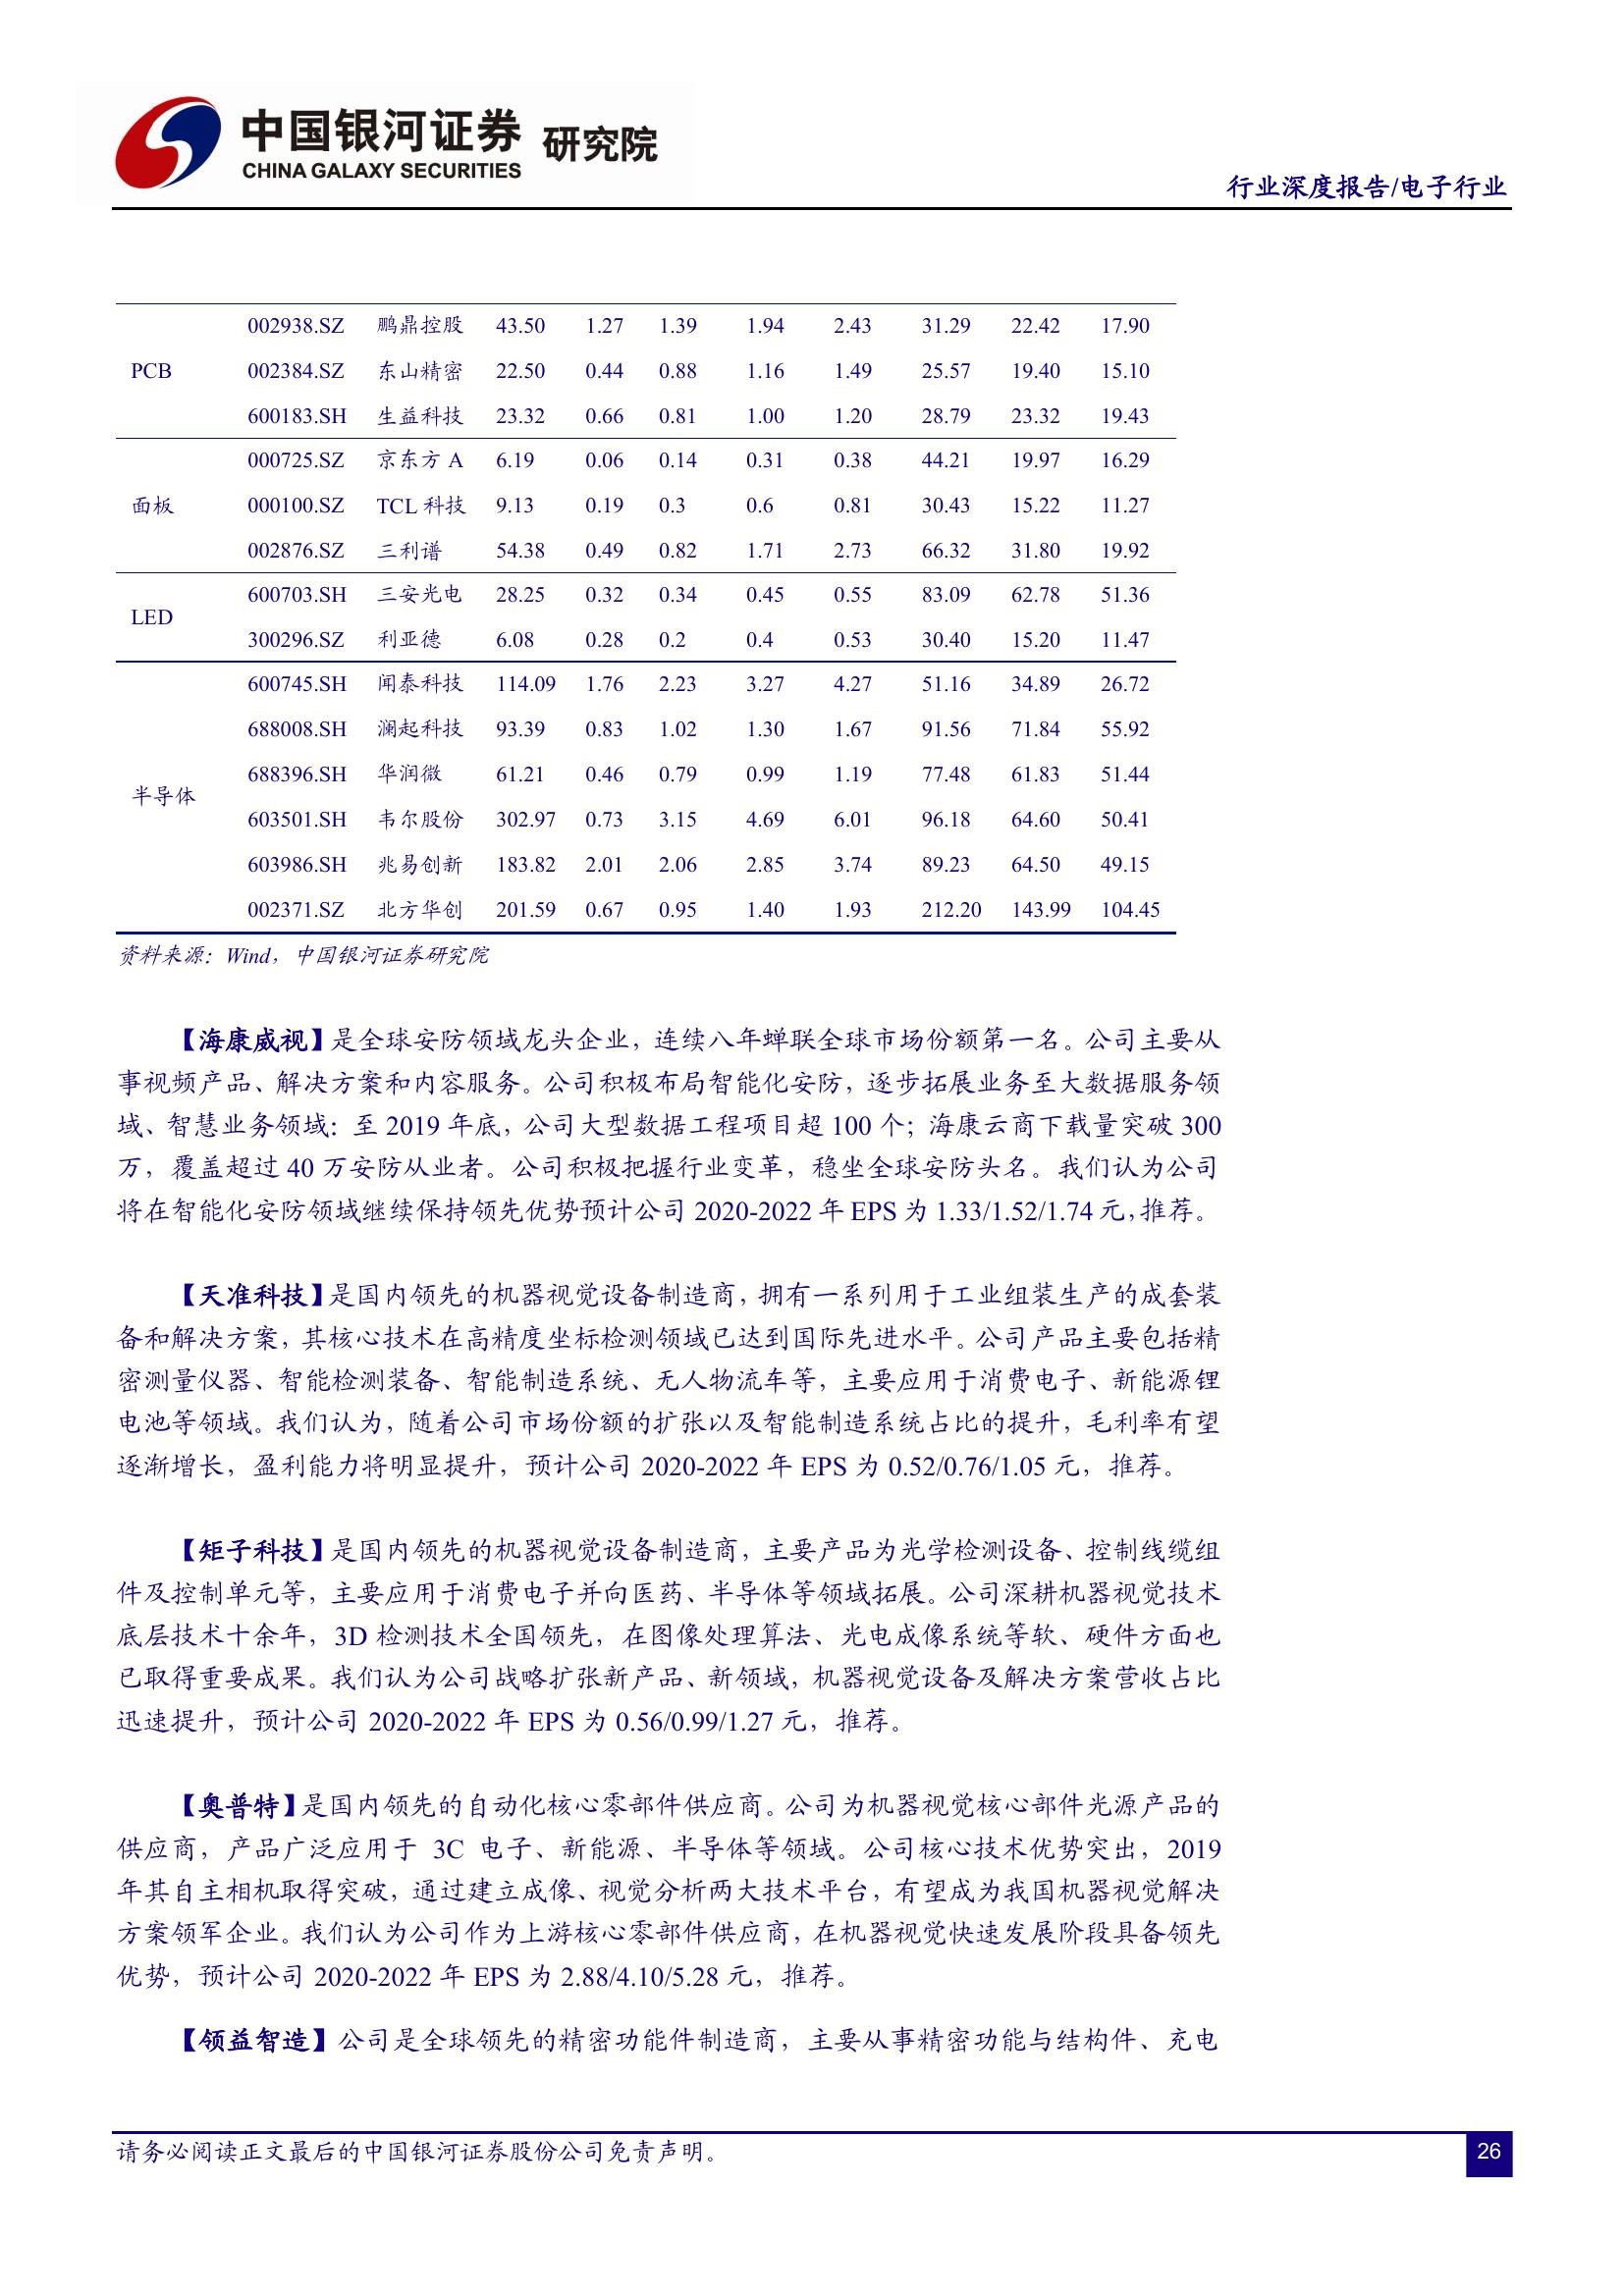 中国银河证券 研究院
CHINA GALAXY SECURITIES
行业深度报告/电子行业
002938.SZ 鹏鼎控股 43.50 1.27 1.39 1.94 2.43 31.29 22.42 17.90
PCB 002384.SZ 东山精密 22.50 0.44 0.88 1.16 1.49 25.57 19.40 15.10
600183.SH 生益科技 23.32 0.66 0.81 1.00 1.20 28.79 23.32 19.43
000725.SZ 京东方 A 6.19 0.06 0.14 0.31 0.38 44.21 19.97 16.29
面板 000100.SZ TCL 科技 9.13 0.19 0.3 0.6 0.81 30.43 15.22 11.27
002876.SZ 三利谱 54.38 0.49 0.82 1.71 2.73 66.32 31.80 19.92
600703.SH 三安光电 28.25 0.32 0.34 0.45 0.55 83.09 62.78 51.36
LED
300296.SZ 利亚德 6.08 0.28 0.2 0.4 0.53 30.40 15.20 11.47
600745.SH 闻泰科技 114.09 1.76 2.23 3.27 4.27 51.16 34.89 26.72
688008.SH 澜起科技 93.39 0.83 1.02 1.30 1.67 91.56 71.84 55.92
688396.SH 华润微 61.21 0.46 0.79 0.99 1.19 77.48 61.83 51.44
半导体
603501.SH 韦尔股份 302.97 0.73 3.15 4.69 6.01 96.18 64.60 50.41
603986.SH 兆易创新 183.82 2.01 2.06 2.85 3.74 89.23 64.50 49.15
002371.SZ 北方华创 201.59 0.67 0.95 1.40 1.93 212.20 143.99 104.45
资料来源：Wind，中国银河证券研究院
【海康威视】是全球安防领域龙头企业，连续八年蝉联全球市场份额第一名。公司主要从
事视频产品、解决方案和内容服务。公司积极布局智能化安防，逐步拓展业务至大数据服务领
域、智慧业务领域：至 2019 年底，公司大型数据工程项目超 100 个；海康云商下载量突破 300
万，覆盖超过 40 万安防从业者。公司积极把握行业变革，稳坐全球安防头名。我们认为公司
将在智能化安防领域继续保持领先优势预计公司 2020-2022 年 EPS 为 1.33/1.52/1.74 元，推荐。
【天准科技】是国内领先的机器视觉设备制造商，拥有一系列用于工业组装生产的成套装
备和解决方案，其核心技术在高精度坐标检测领域已达到国际先进水平。公司产品主要包括精
密测量仪器、智能检测装备、智能制造系统、无人物流车等，主要应用于消费电子、新能源锂
电池等领域。我们认为，随着公司市场份额的扩张以及智能制造系统占比的提升，毛利率有望
逐渐增长，盈利能力将明显提升，预计公司 2020-2022 年 EPS 为 0.52/0.76/1.05 元，推荐。
【矩子科技】是国内领先的机器视觉设备制造商，主要产品为光学检测设备、控制线缆组
件及控制单元等，主要应用于消费电子并向医药、半导体等领域拓展。公司深耕机器视觉技术
底层技术十余年，3D 检测技术全国领先，在图像处理算法、光电成像系统等软、硬件方面也
已取得重要成果。我们认为公司战略扩张新产品、新领域，机器视觉设备及解决方案营收占比
迅速提升，预计公司 2020-2022 年 EPS 为 0.56/0.99/1.27 元，推荐。
【奥普特】是国内领先的自动化核心零部件供应商。公司为机器视觉核心部件光源产品的
供应商，产品广泛应用于 3C 电子、新能源、半导体等领域。公司核心技术优势突出，2019
年其自主相机取得突破，通过建立成像、视觉分析两大技术平台，有望成为我国机器视觉解决
方案领军企业。我们认为公司作为上游核心零部件供应商，在机器视觉快速发展阶段具备领先
优势，预计公司 2020-2022 年 EPS 为 2.88/4.10/5.28 元，推荐。
【领益智造】公司是全球领先的精密功能件制造商，主要从事精密功能与结构件、充电
请务必阅读正文最后的中国银河证券股份公司免责声明。
26